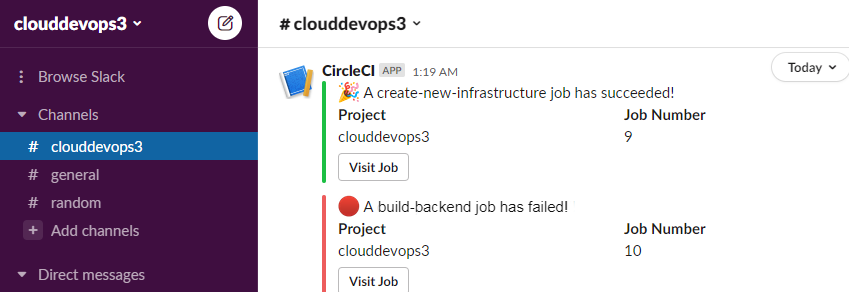 clouddevops3
Browse Slack
Channels
# clouddevops3
# general
# random
+ Add channels
Direct messages
# clouddevops3
Today
CircleCI APP 1:19 AM
A create-new-infrastructure job has succeeded!
Project Job Number
clouddevops3 9
Visit Job
A build-backend job has failed!
Project Job Number
clouddevops3 10
Visit Job